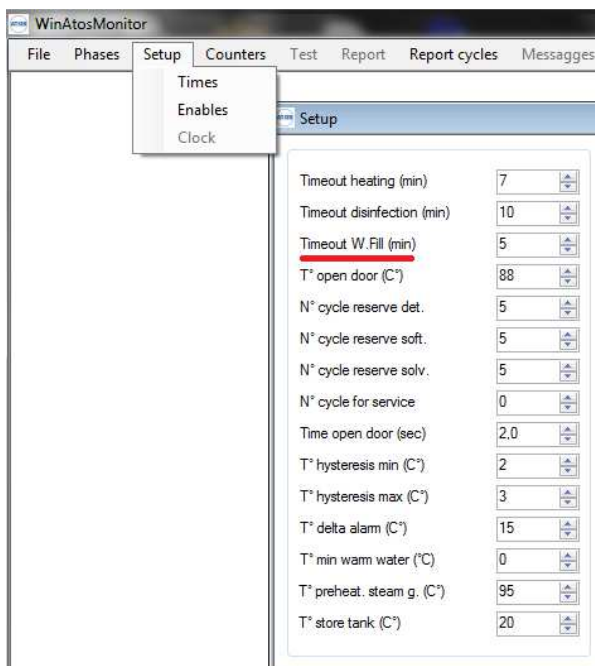 WinAtosMonitor
File Phases Setup Counters Test Report Report cycles Messagges
Times
Enables
Clock
Setup
Timeout heating (min) 7
Timeout disinfection (min) 10
Timeout W.Fill (min) 5
T° open door (C°) 88
N° cycle reserve det. 5
N° cycle reserve soft. 5
N° cycle reserve solv. 5
N° cycle for service 0
Time open door (sec) 2,0
T° hysteresis min (C°) 2
T° hysteresis max (C°) 3
T° delta alarm (C°) 15
T° min warm water (°C) 0
T° preheat. steam g. (C°) 95
T° store tank (C°) 20